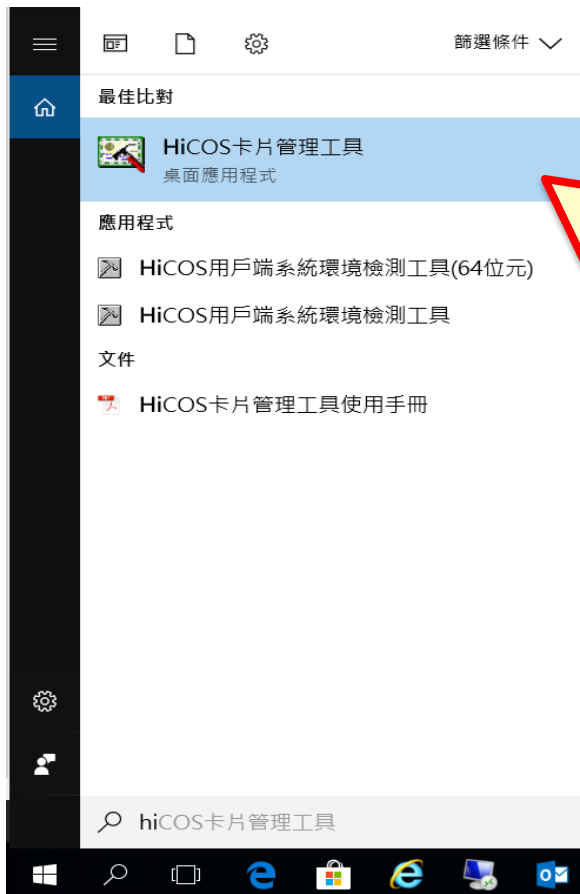 篩選條件
最佳比對
HiCOS卡片管理工具
桌面應用程式
應用程式
HiCOS用戶端系統環境檢測工具(64位元)
HiCOS用戶端系統環境檢測工具
文件
HiCOS卡片管理工具使用手冊
hiCOS卡片管理工具